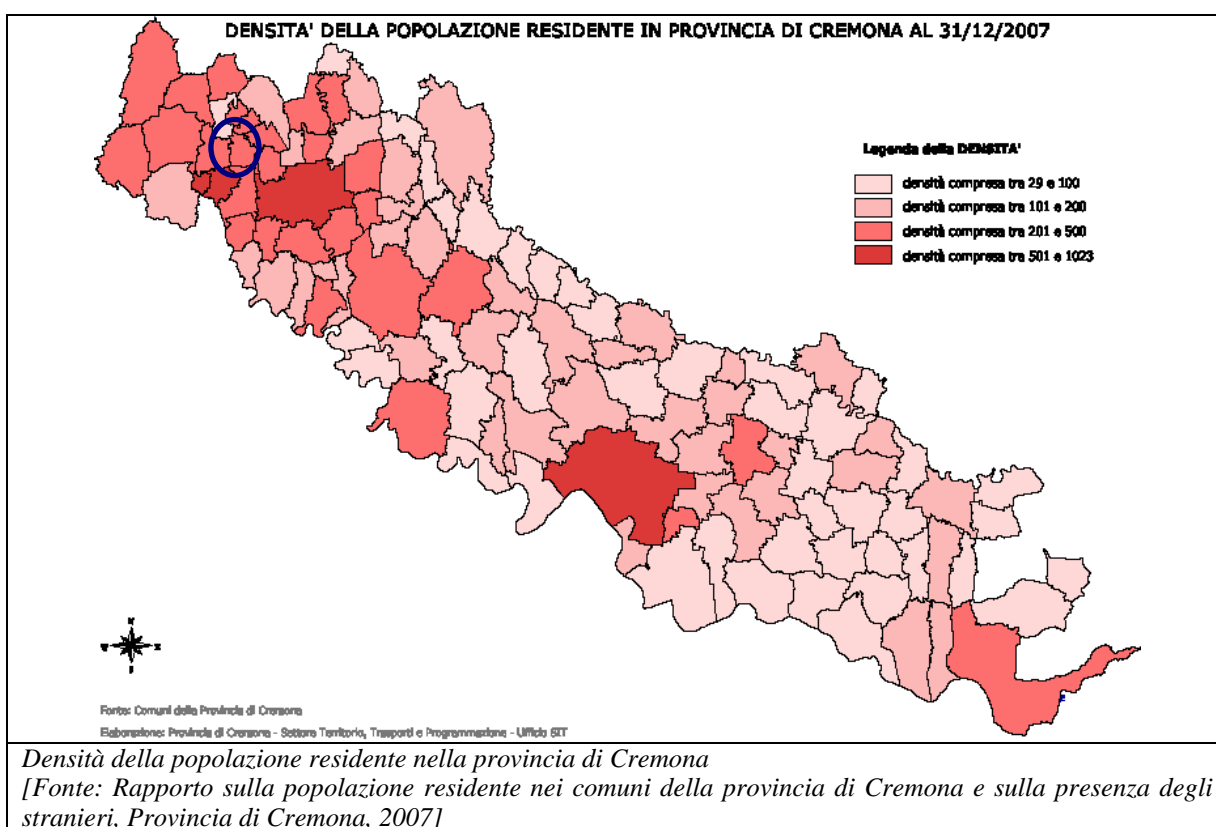 DENSITA' DELLA POPOLAZIONE RESIDENTE IN PROVINCIA DI CREMONA AL 31/12/2007
Legenda della DENSITA'
densità compresa tra 29 e 100
densità compresa tra 101 e 200
densità compresa tra 201 e 500
densità compresa tra 501 e 1023
Fonte: Comuni della Provincia di Cremona
Elaborazione: Provincia di Cremona - Settore Territorio, Trasporti e Programmazione - Ufficio SIT
Densità della popolazione residente nella provincia di Cremona
[Fonte: Rapporto sulla popolazione residente nei comuni della provincia di Cremona e sulla presenza degli
stranieri, Provincia di Cremona, 2007]